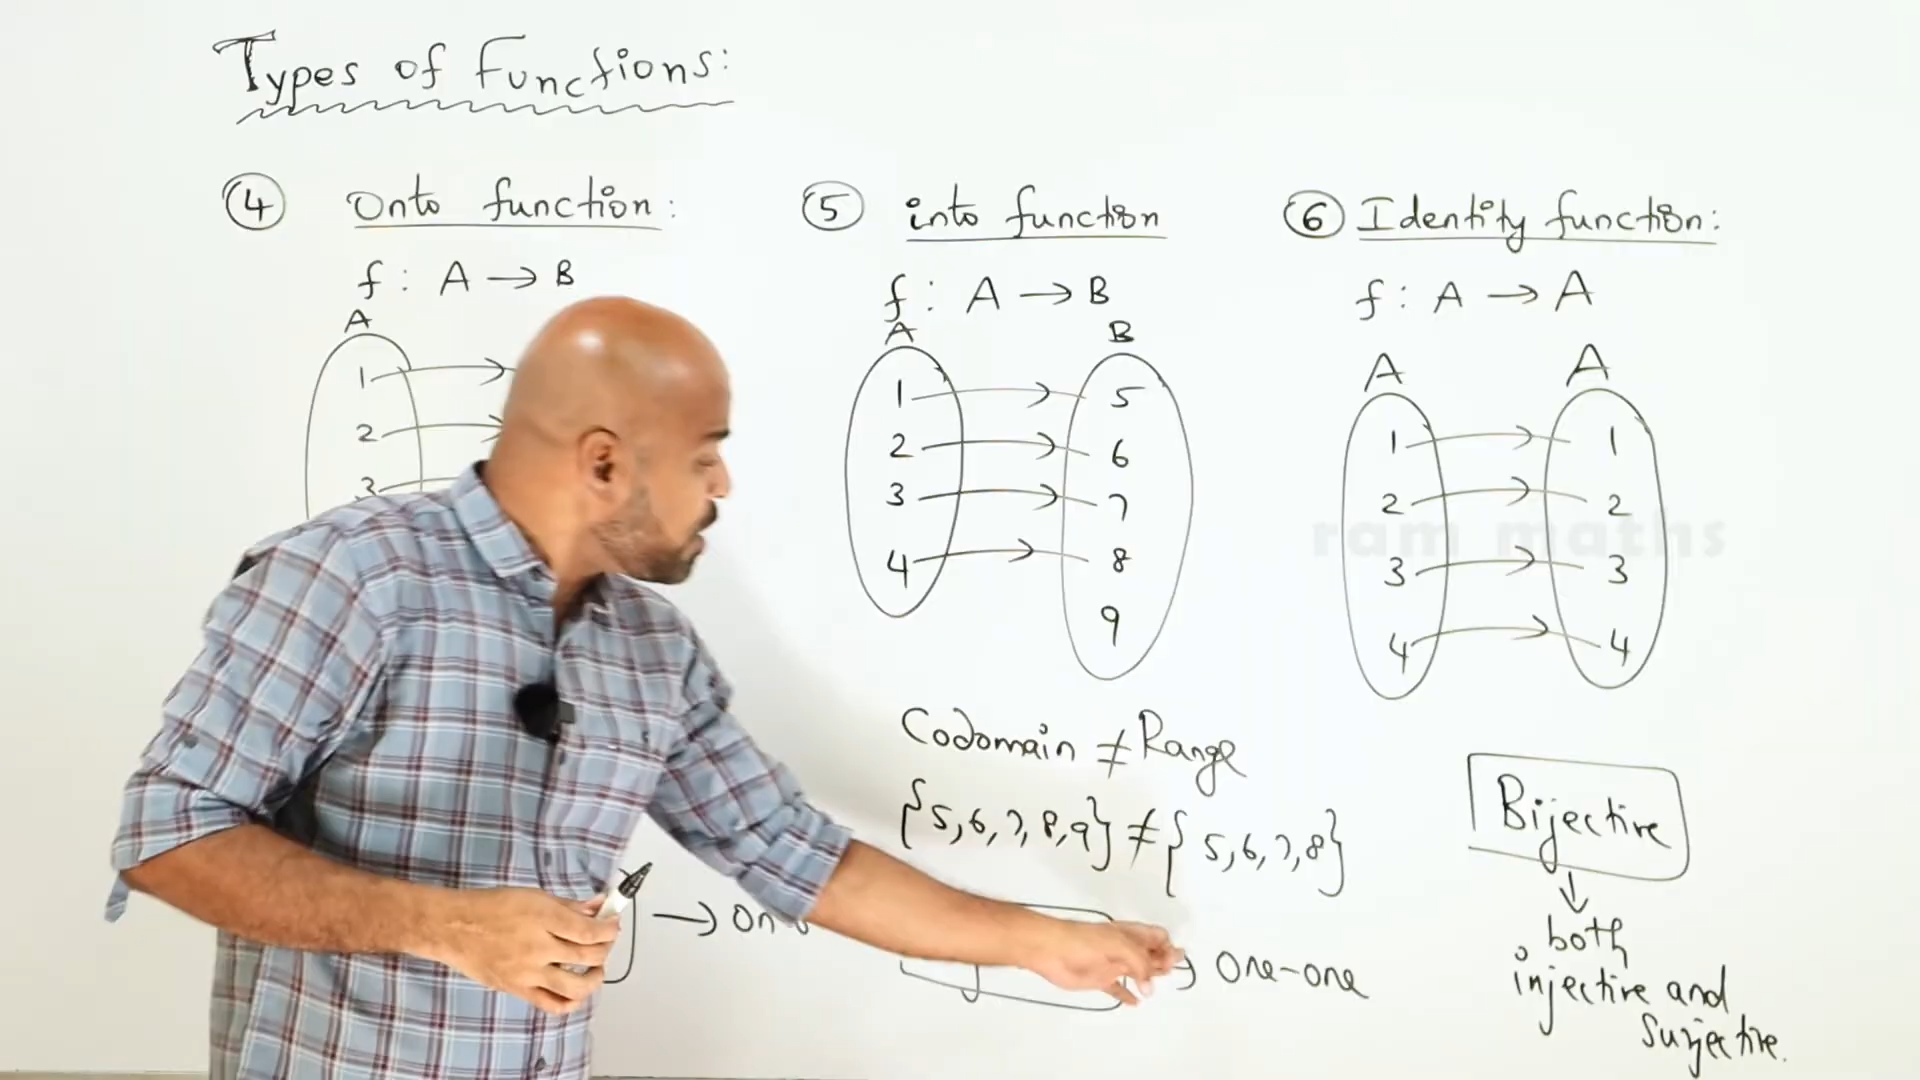 Types of Functions:
④ Onto function:
f: A → B
A
1
2
3
→ On
⑤ into function
f: A → B
A B
1 5
2 6
3 7
4 8
9
Codomain ≠ Range
{5,6,7,8,9} ≠ { 5,6,7,8}
→ One-one
⑥ Identity function:
f: A → A
A A
1 1
2 2
3 3
4 4
ram maths
Bijective
↓
both
injective and
surjective.